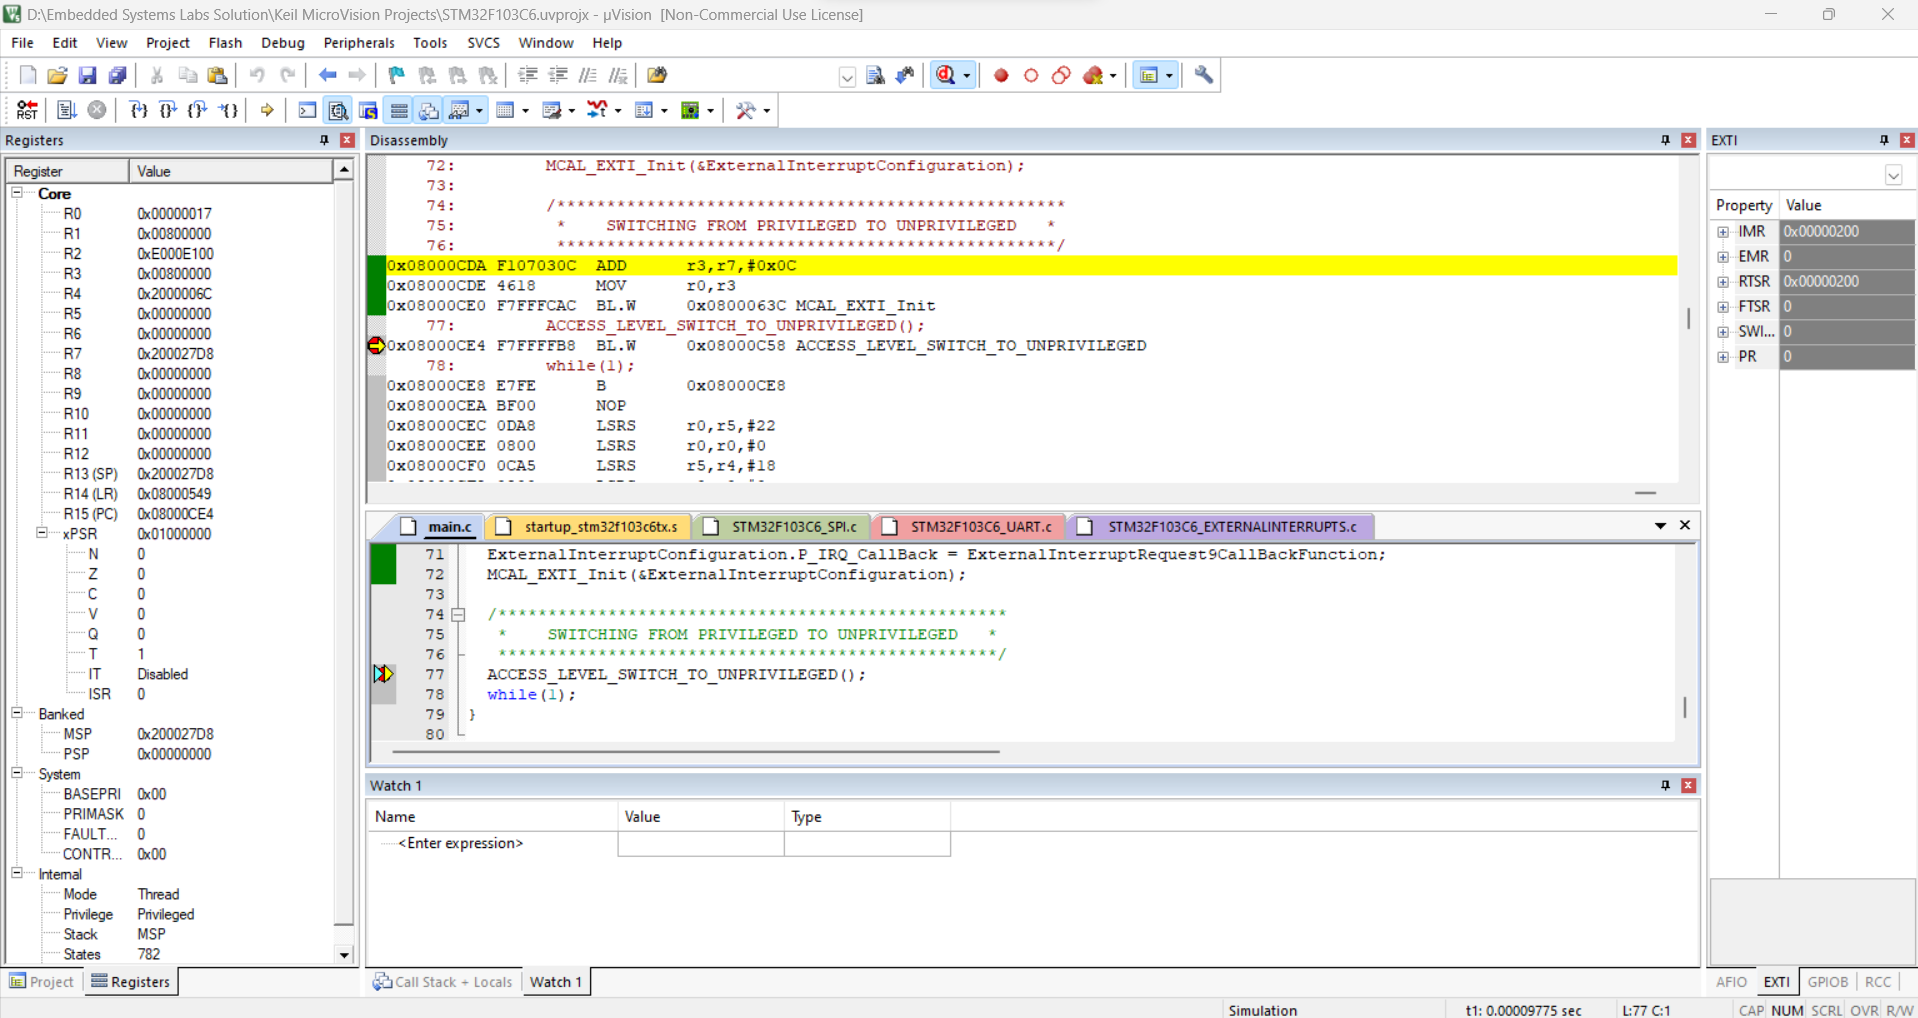 D:\Embedded Systems Labs Solution\Keil MicroVision Projects\STM32F103C6.uvprojx - µVision [Non-Commercial Use License]
File Edit View Project Flash Debug Peripherals Tools SVCS Window Help
RST
Registers
Register Value
Core
R0 0x00000017
R1 0x00800000
R2 0xE000E100
R3 0x00800000
R4 0x2000006C
R5 0x00000000
R6 0x00000000
R7 0x200027D8
R8 0x00000000
R9 0x00000000
R10 0x00000000
R11 0x00000000
R12 0x00000000
R13 (SP) 0x200027D8
R14 (LR) 0x08000549
R15 (PC) 0x08000CE4
xPSR 0x01000000
N 0
Z 0
C 0
V 0
Q 0
T 1
IT Disabled
ISR 0
Banked
MSP 0x200027D8
PSP 0x00000000
System
BASEPRI 0x00
PRIMASK 0
FAULT... 0
CONTR... 0x00
Internal
Mode Thread
Privilege Privileged
Stack MSP
States 782
Project Registers
Disassembly
72: MCAL_EXTI_Init(&ExternalInterruptConfiguration);
73:
74: /***************************************************
75: * SWITCHING FROM PRIVILEGED TO UNPRIVILEGED *
76: **************************************************/
0x08000CDA F107030C ADD r3,r7,#0x0C
0x08000CDE 4618 MOV r0,r3
0x08000CE0 F7FFFCAC BL.W 0x0800063C MCAL_EXTI_Init
77: ACCESS_LEVEL_SWITCH_TO_UNPRIVILEGED();
0x08000CE4 F7FFFFB8 BL.W 0x08000C58 ACCESS_LEVEL_SWITCH_TO_UNPRIVILEGED
78: while(1);
0x08000CE8 E7FE B 0x08000CE8
0x08000CEA BF00 NOP
0x08000CEC 0DA8 LSRS r0,r5,#22
0x08000CEE 0800 LSRS r0,r0,#0
0x08000CF0 0CA5 LSRS r5,r4,#18
main.c startup_stm32f103c6tx.s STM32F103C6_SPI.c STM32F103C6_UART.c STM32F103C6_EXTERNALINTERRUPTS.c
71 ExternalInterruptConfiguration.P_IRQ_CallBack = ExternalInterruptRequest9CallBackFunction;
72 MCAL_EXTI_Init(&ExternalInterruptConfiguration);
73
74 /***************************************************
75 * SWITCHING FROM PRIVILEGED TO UNPRIVILEGED *
76 **************************************************/
77 ACCESS_LEVEL_SWITCH_TO_UNPRIVILEGED();
78 while(1);
79 }
80
Watch 1
Name Value Type
<Enter expression>
Call Stack + Locals Watch 1
EXTI
Property Value
IMR 0x00000200
EMR 0
RTSR 0x00000200
FTSR 0
SWI... 0
PR 0
AFIO EXTI GPIOB RCC
Simulation t1: 0.00009775 sec L:77 C:1 CAP NUM SCRL OVR R/W